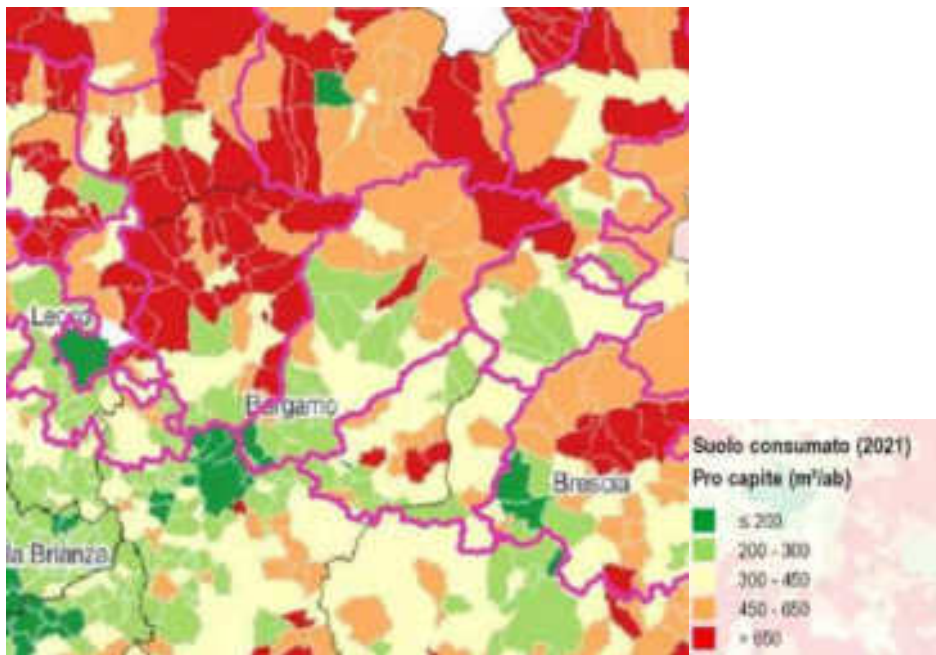 Lecco
Bergamo
Brescia
la Brianza
Suolo consumato (2021)
Pro capite (m²/ab)
≤ 200
200 - 300
300 - 450
450 - 650
> 650